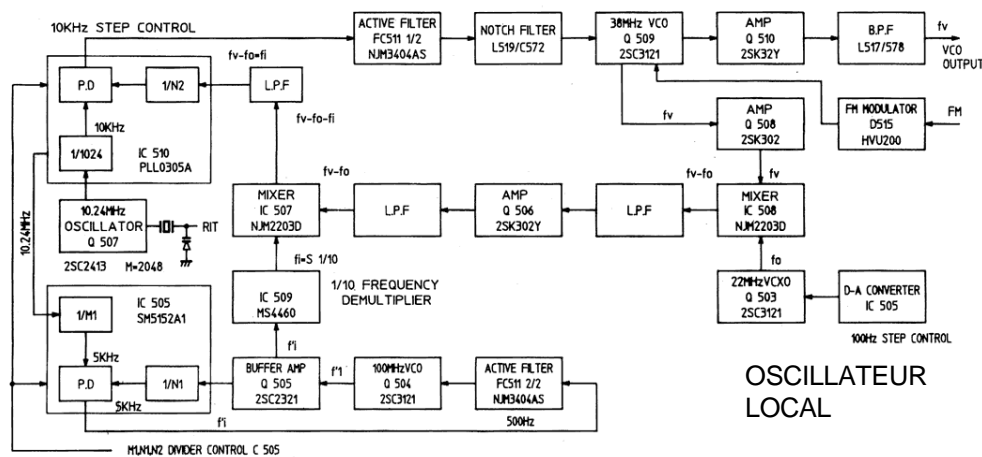 10KHz STEP CONTROL
ACTIVE FILTER
FC511 1/2
NJM3404AS
NOTCH FILTER
L519/C572
38MHz VCO
Q 509
2SC3121
AMP
Q 510
2SK32Y
B.P.F
L517/578
fv
VCO
OUTPUT
fv-fo=fi
P.D
1/N2
L.P.F
10KHz
1/1024
IC 510
PLL0305A
fv-fo-fi
fv
AMP
Q 508
2SK302
FM MODULATOR
D515
HVU200
FM
10.24MHz
OSCILLATOR
Q 507
RIT
2SC2413 M=2048
10.24MHz
MIXER
IC 507
NJM2203D
fv-fo
L.P.F
AMP
Q 506
2SK302Y
L.P.F
fv-fo
fv
MIXER
IC 508
NJM2203D
fi=S 1/10
fo
1/10 FREQUENCY
DEMULTIPLIER
IC 509
MS4460
22MHzVCXO
Q 503
2SC3121
D-A CONVERTER
IC 505
100Hz STEP CONTROL
1/M1
IC 505
SM5152A1
5KHz
f'i
P.D
1/N1
5KHz
BUFFER AMP
Q 505
2SC2321
f'1
100MHzVCO
Q 504
2SC3121
ACTIVE FILTER
FC511 2/2
NJM3404AS
f'i
500Hz
OSCILLATEUR
LOCAL
M1,N1,N2 DIVIDER CONTROL C 505